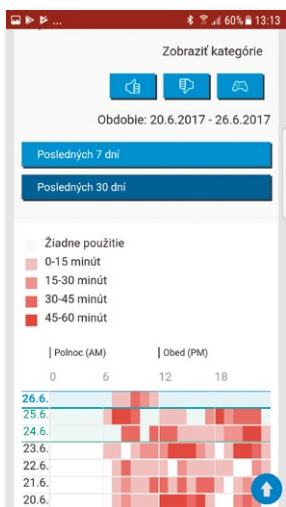 ... 60% 13:13
Zobraziť kategórie
Obdobie: 20.6.2017 - 26.6.2017
Posledných 7 dní
Posledných 30 dní
Žiadne použitie
0-15 minút
15-30 minút
30-45 minút
45-60 minút
Polnoc (AM) Obed (PM)
0 6 12 18
26.6.
25.6.
24.6.
23.6.
22.6.
21.6.
20.6.